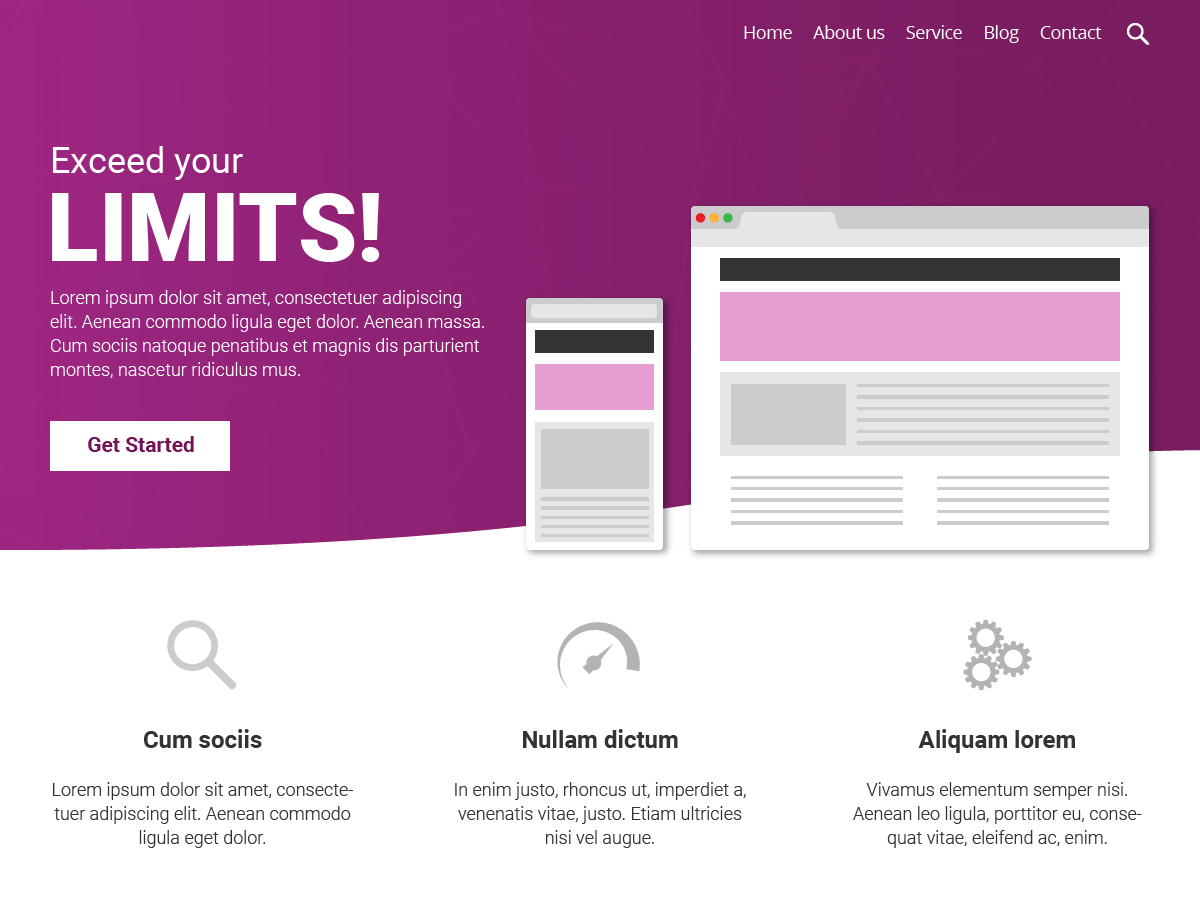 Home About us Service Blog Contact
Exceed your
LIMITS!
Lorem ipsum dolor sit amet, consectetuer adipiscing
elit. Aenean commodo ligula eget dolor. Aenean massa.
Cum sociis natoque penatibus et magnis dis parturient
montes, nascetur ridiculus mus.
Get Started
Cum sociis
Lorem ipsum dolor sit amet, consecte-
tuer adipiscing elit. Aenean commodo
ligula eget dolor.
Nullam dictum
In enim justo, rhoncus ut, imperdiet a,
venenatis vitae, justo. Etiam ultricies
nisi vel augue.
Aliquam lorem
Vivamus elementum semper nisi.
Aenean leo ligula, porttitor eu, conse-
quat vitae, eleifend ac, enim.